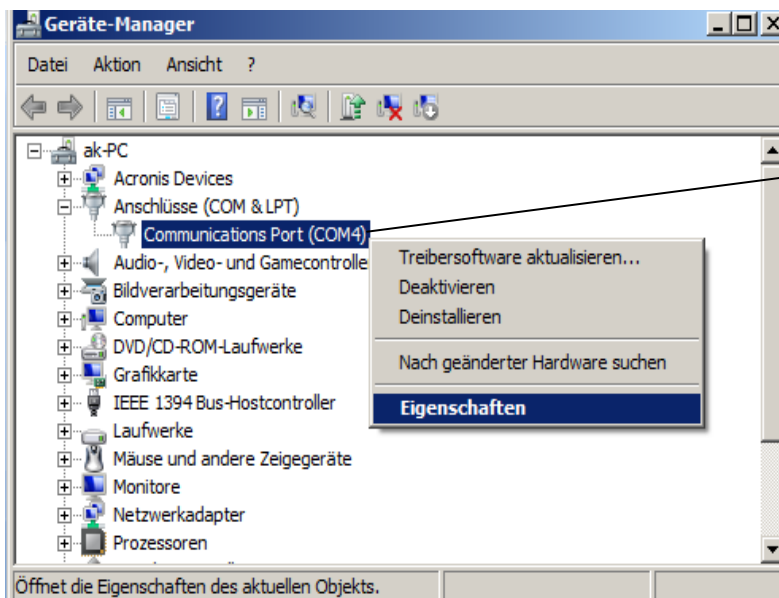 Geräte-Manager
Datei Aktion Ansicht ?
ak-PC
Acronis Devices
Anschlüsse (COM & LPT)
Communications Port (COM4)
Audio-, Video- und Gamecontrolle
Bildverarbeitungsgeräte
Computer
DVD/CD-ROM-Laufwerke
Grafikkarte
IEEE 1394 Bus-Hostcontroller
Laufwerke
Mäuse und andere Zeigegeräte
Monitore
Netzwerkadapter
Prozessoren
Treibersoftware aktualisieren...
Deaktivieren
Deinstallieren
Nach geänderter Hardware suchen
Eigenschaften
Öffnet die Eigenschaften des aktuellen Objekts.